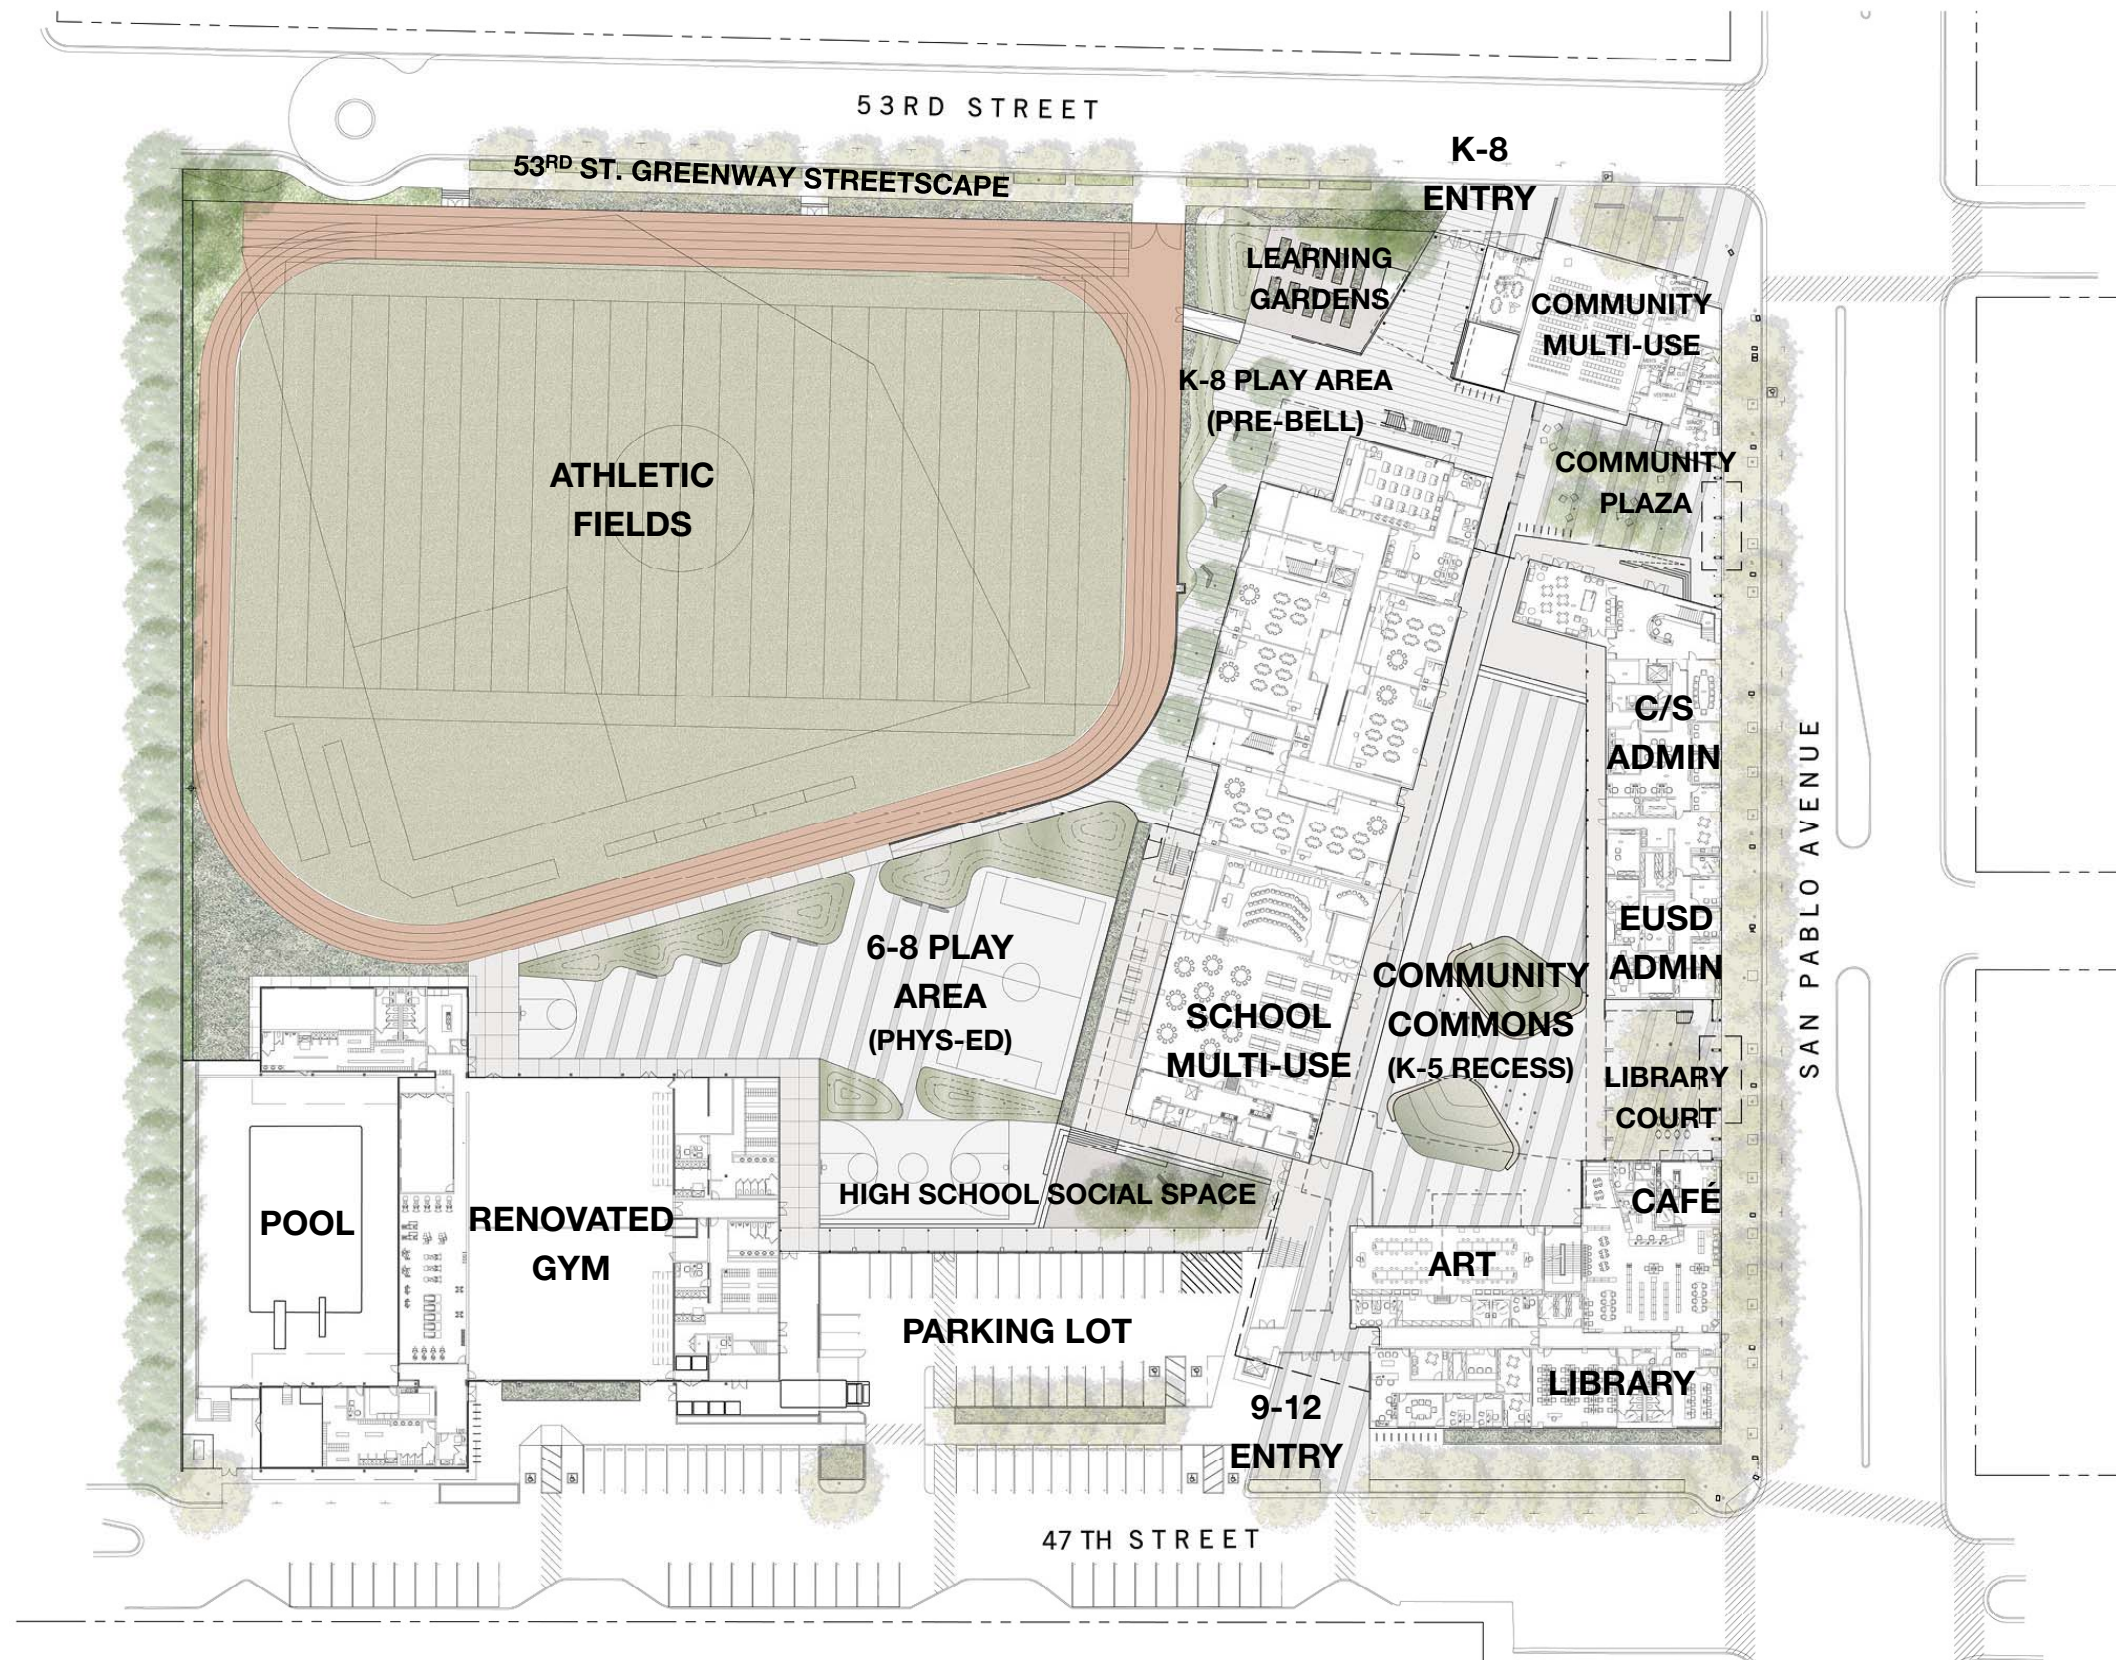 53RD STREET
53RD ST. GREENWAY STREETSCAPE
K-8
ENTRY
LEARNING
GARDENS
COMMUNITY
MULTI-USE
K-8 PLAY AREA
(PRE-BELL)
COMMUNITY
PLAZA
ATHLETIC
FIELDS
C/S
ADMIN
SAN PABLO AVENUE
EUSD
ADMIN
6-8 PLAY
AREA
(PHYS-ED)
SCHOOL
MULTI-USE
COMMUNITY
COMMONS
(K-5 RECESS)
LIBRARY
COURT
HIGH SCHOOL SOCIAL SPACE
CAFÉ
POOL
RENOVATED
GYM
ART
PARKING LOT
LIBRARY
9-12
ENTRY
47TH STREET